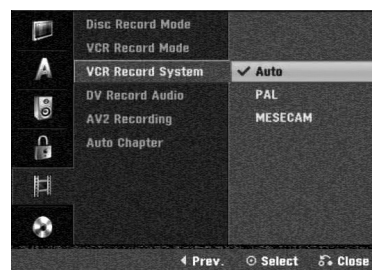 Disc Record Mode
VCR Record Mode
VCR Record System
✓ Auto
DV Record Audio
PAL
AV2 Recording
MESECAM
Auto Chapter
A
◀ Prev.
⊙ Select
Close